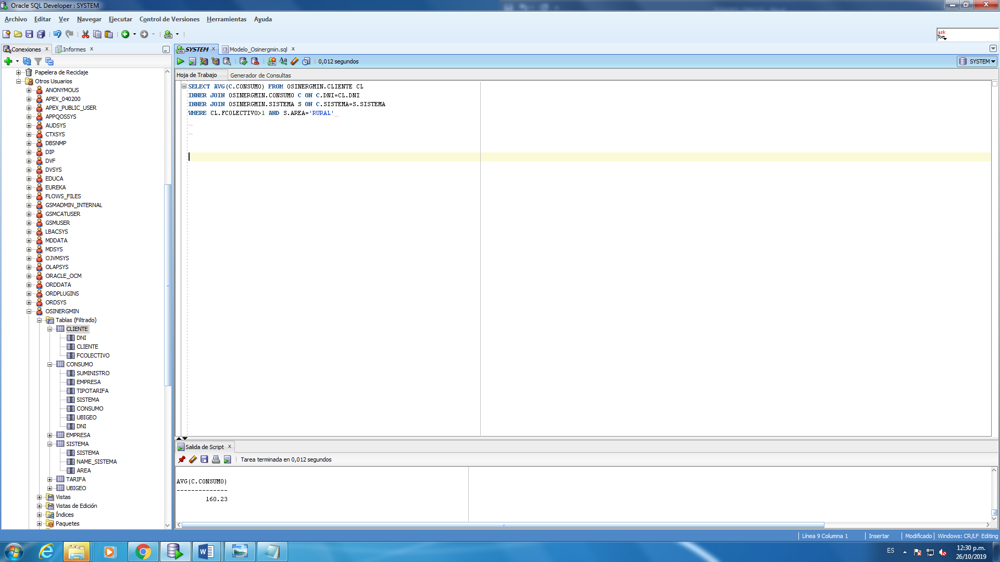 Oracle SQL Developer : SYSTEM
Archivo Editar Ver Navegar Ejecutar Control de Versiones Herramientas Ayuda
ask
Tom
Conexiones
Informes
SYSTEM
Modelo_Osinergmin.sql
0,012 segundos
SYSTEM
Hoja de Trabajo
Generador de Consultas
SELECT AVG(C.CONSUMO) FROM OSINERGMIN.CLIENTE CL
INNER JOIN OSINERGMIN.CONSUMO C ON C.DNI=CL.DNI
INNER JOIN OSINERGMIN.SISTEMA S ON C.SISTEMA=S.SISTEMA
WHERE CL.FCOLECTIVO>1 AND S.AREA='RURAL'
Papelera de Reciclaje
Otros Usuarios
ANONYMOUS
APEX_040200
APEX_PUBLIC_USER
APPQOSSYS
AUDSYS
CTXSYS
DBSNMP
DIP
DVF
DVSYS
EDUCA
EUREKA
FLOWS_FILES
GSMADMIN_INTERNAL
GSMCATUSER
GSMUSER
LBACSYS
MDDATA
MDSYS
OJVMSYS
OLAPSYS
ORACLE_OCM
ORDDATA
ORDPLUGINS
ORDSYS
OSINERGMIN
Tablas (Filtrado)
CLIENTE
DNI
CLIENTE
FCOLECTIVO
CONSUMO
SUMINISTRO
EMPRESA
TIPOTARIFA
SISTEMA
CONSUMO
UBIGEO
DNI
EMPRESA
SISTEMA
SISTEMA
NAME_SISTEMA
AREA
TARIFA
UBIGEO
Vistas
Vistas de Edición
Índices
Paquetes
Salida de Script
Tarea terminada en 0,012 segundos
AVG(C.CONSUMO)
--------------
160.23
Línea 9 Columna 1
Insertar
Modificado
Windows: CR/LF
Editing
ES
12:30 p.m.
26/10/2019